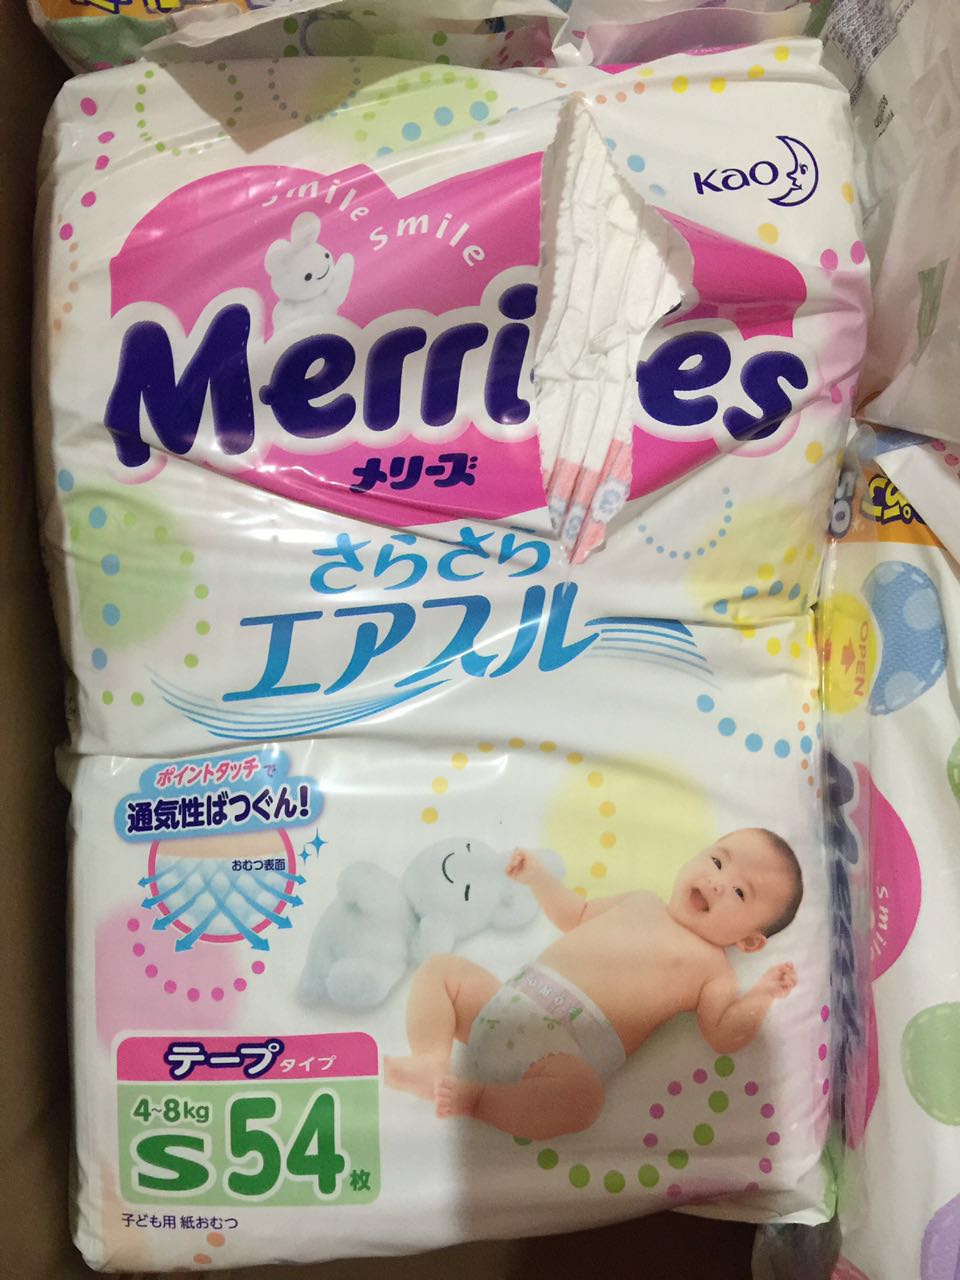 Kao
smile smile
Merri es
メリーズ
さらさら
エアスルー
ポイントタッチで
通気性ばつぐん!
おむつ表面
テープタイプ
4~8kg
S 54枚
子ども用 紙おむつ
50
OPEN
smil